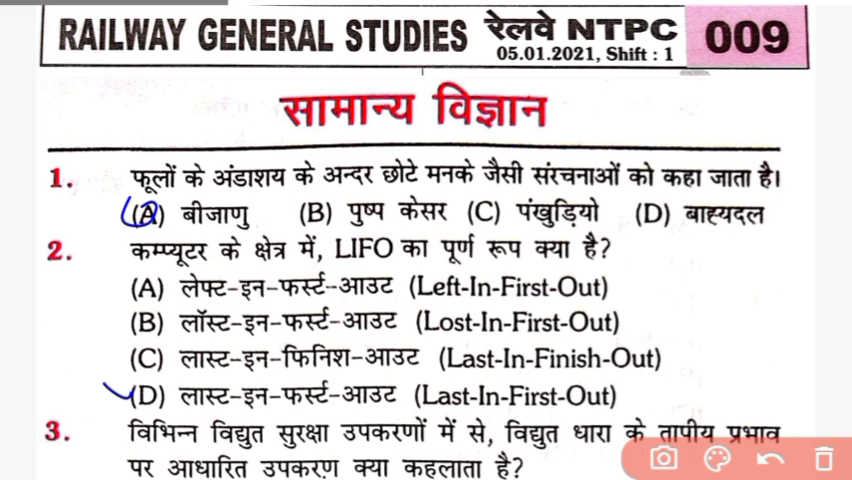 RAILWAY GENERAL STUDIES रेलवे NTPC 009
05.01.2021, Shift : 1
सामान्य विज्ञान
1. फूलों के अंडाशय के अन्दर छोटे मनके जैसी संरचनाओं को कहा जाता है।
(A) बीजाणु (B) पुष्प केसर (C) पंखुड़ियो (D) बाह्यदल
2. कम्प्यूटर के क्षेत्र में, LIFO का पूर्ण रूप क्या है?
(A) लेफ्ट-इन-फर्स्ट-आउट (Left-In-First-Out)
(B) लॉस्ट-इन-फर्स्ट-आउट (Lost-In-First-Out)
(C) लास्ट-इन-फिनिश-आउट (Last-In-Finish-Out)
(D) लास्ट-इन-फर्स्ट-आउट (Last-In-First-Out)
3. विभिन्न विद्युत सुरक्षा उपकरणों में से, विद्युत धारा के तापीय प्रभाव
पर आधारित उपकरण क्या कहलाता है?